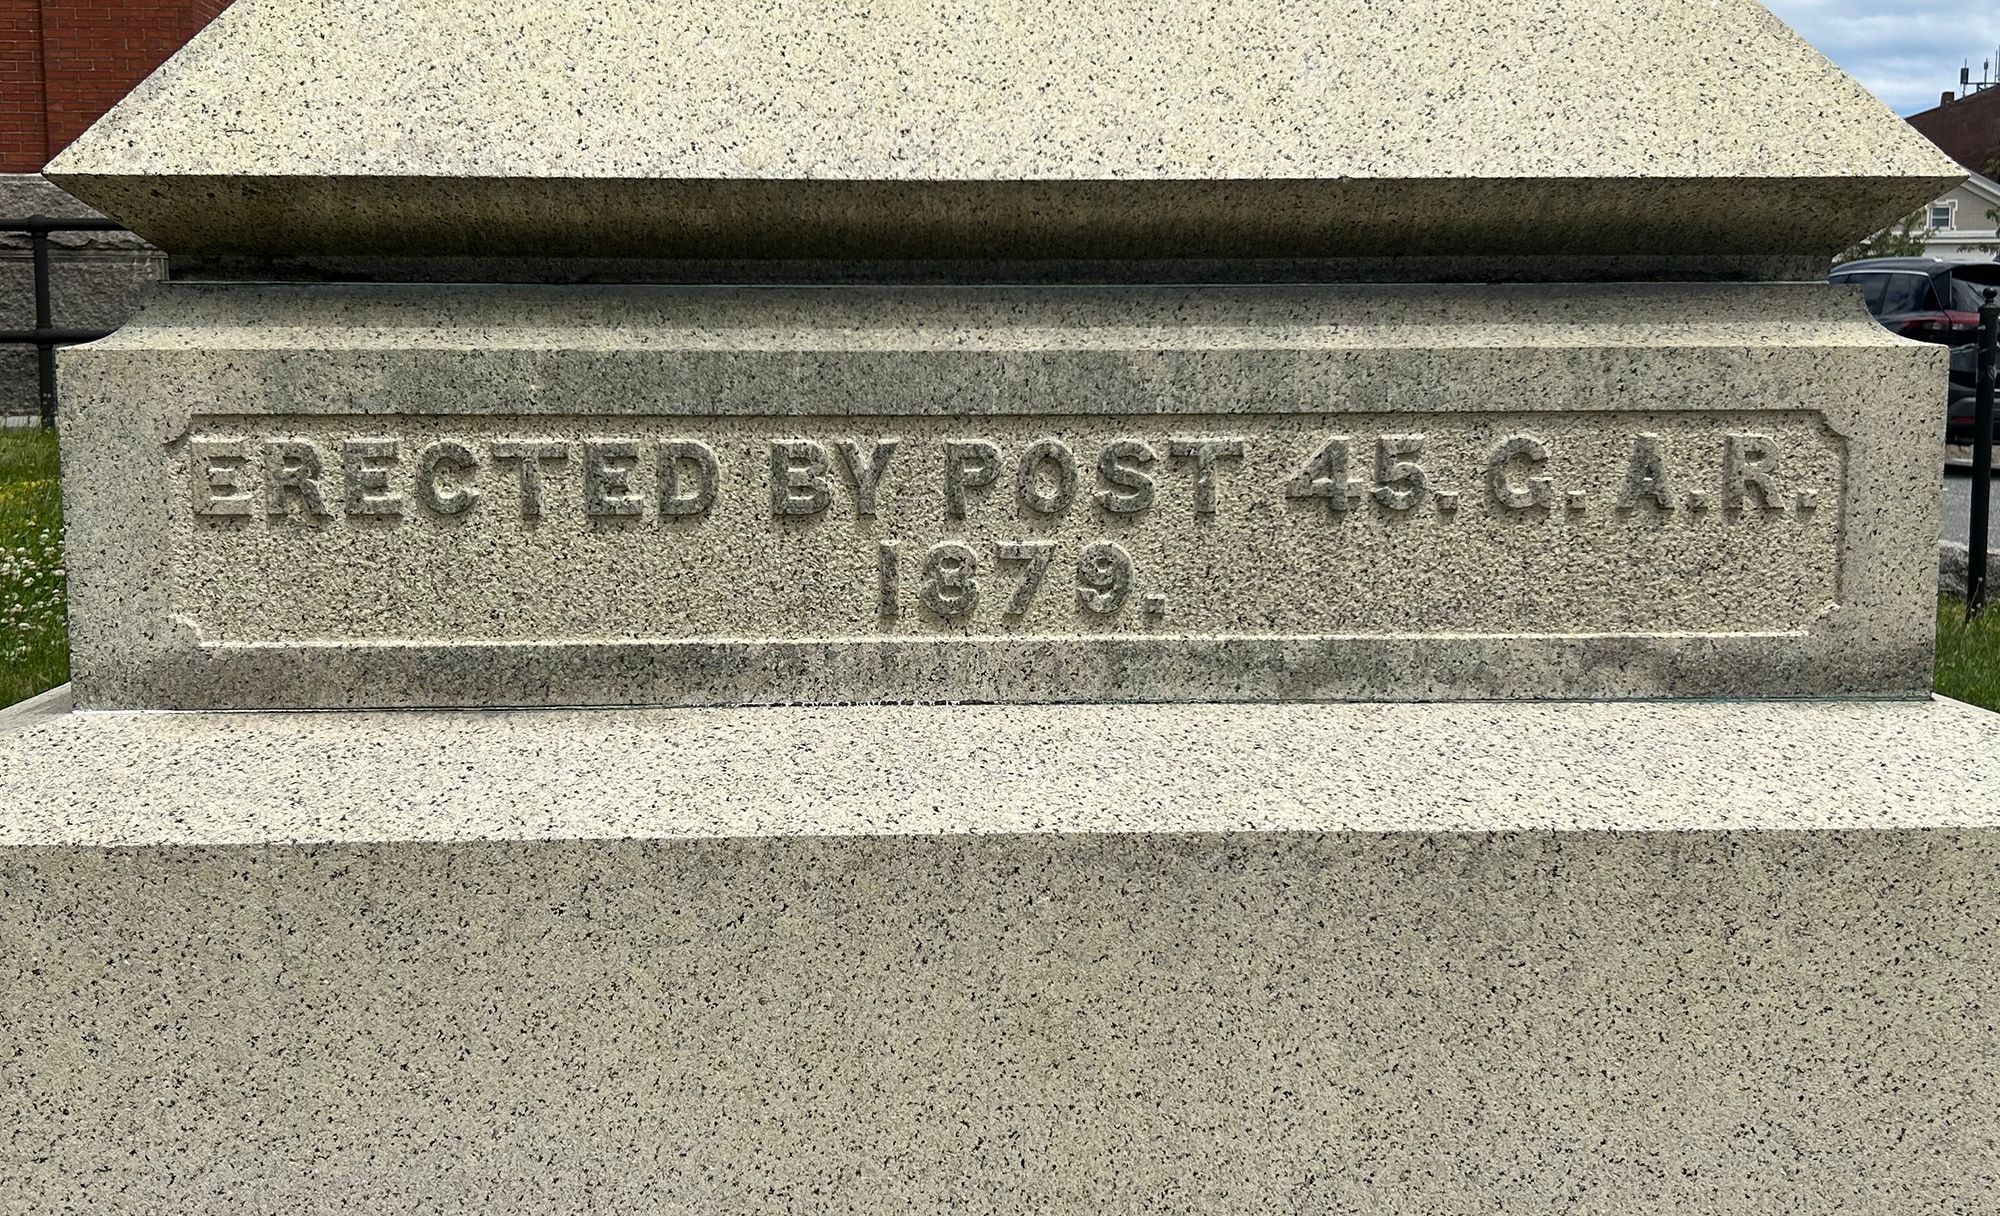 ERECTED BY POST 45. G. A. R.
1879.